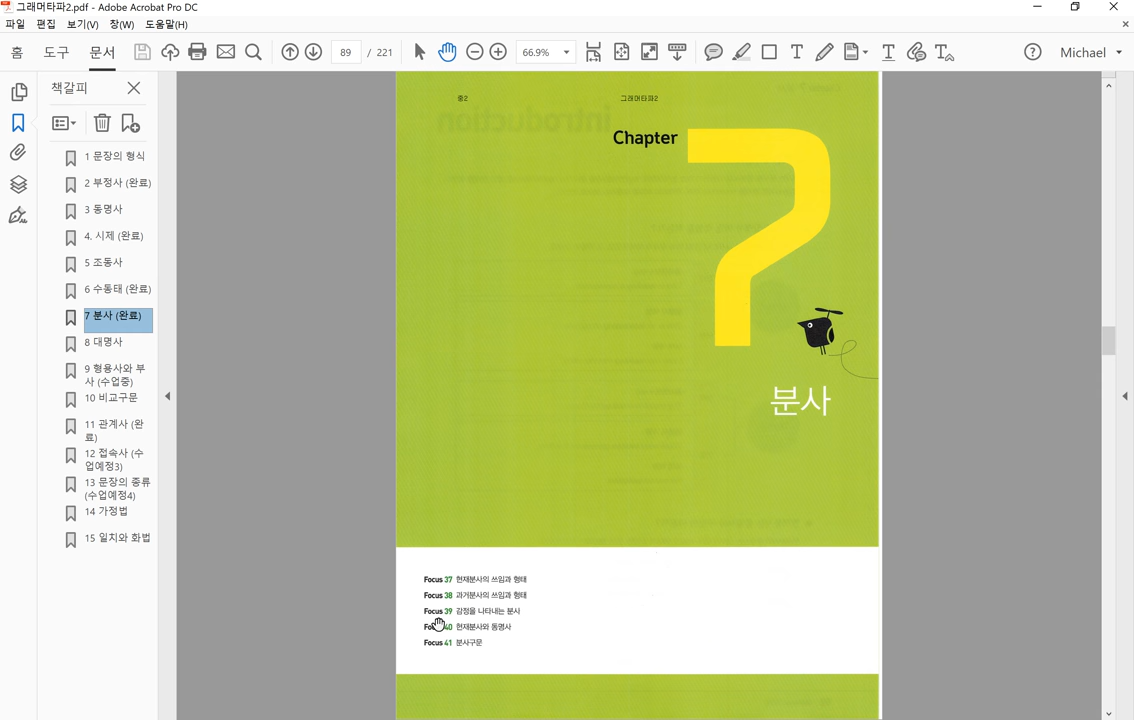 그래머타파2.pdf - Adobe Acrobat Pro DC
파일 편집 보기(V) 창(W) 도움말(H)
홈 도구 문서 89 / 221 66.9% Michael
책갈피
1 문장의 형식
2 부정사 (완료)
3 동명사
4. 시제 (완료)
5 조동사
6 수동태 (완료)
7 분사 (완료)
8 대명사
9 형용사와 부
사 (수업중)
10 비교구문
11 관계사 (완
료)
12 접속사 (수
업예정3)
13 문장의 종류
(수업예정4)
14 가정법
15 일치와 화법
중2 그래머타파2
Chapter 7
분사
Focus 37 현재분사의 쓰임과 형태
Focus 38 과거분사의 쓰임과 형태
Focus 39 감정을 나타내는 분사
Focus 40 현재분사와 동명사
Focus 41 분사구문